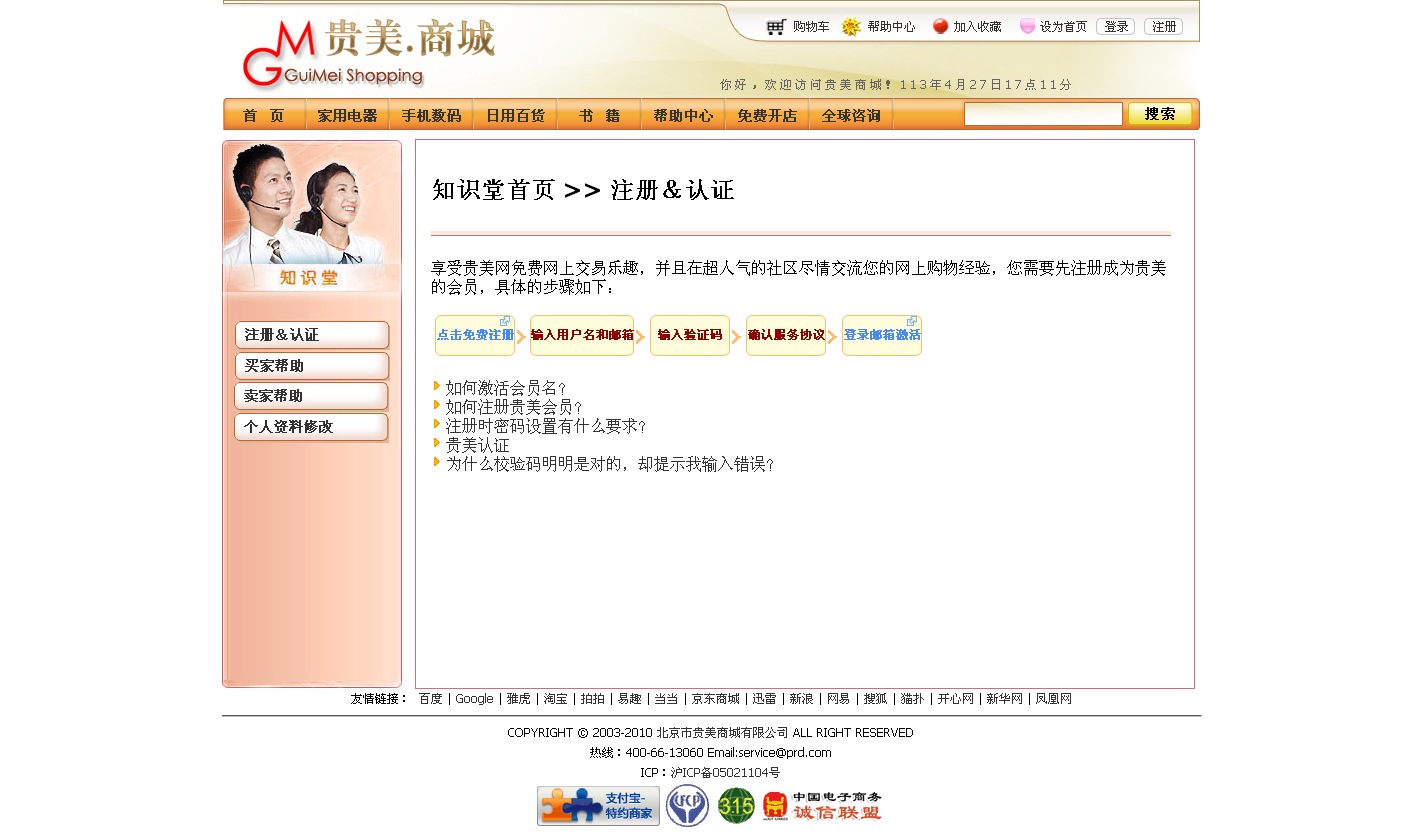 购物车 帮助中心 加入收藏 设为首页 登录 注册
贵美.商城
GM
GuiMei Shopping
你好，欢迎访问贵美商城！113年4月27日17点11分
首 页 家用电器 手机数码 日用百货 书 籍 帮助中心 免费开店 全球咨询 搜索
知识堂
注册＆认证
买家帮助
卖家帮助
个人资料修改
知识堂首页 >> 注册＆认证
享受贵美网免费网上交易乐趣，并且在超人气的社区尽情交流您的网上购物经验，您需要先注册成为贵美
的会员，具体的步骤如下：
点击免费注册 输入用户名和邮箱 输入验证码 确认服务协议 登录邮箱激活
如何激活会员名？
如何注册贵美会员？
注册时密码设置有什么要求？
贵美认证
为什么校验码明明是对的，却提示我输入错误？
友情链接： 百度 | Google | 雅虎 | 淘宝 | 拍拍 | 易趣 | 当当 | 京东商城 | 迅雷 | 新浪 | 网易 | 搜狐 | 猫扑 | 开心网 | 新华网 | 凤凰网
COPYRIGHT © 2003-2010 北京市贵美商城有限公司 ALL RIGHT RESERVED
热线：400-66-13060 Email:service@prd.com
ICP：沪ICP备05021104号
支付宝-
特约商家
CFCP
315
中国电子商务
诚信联盟